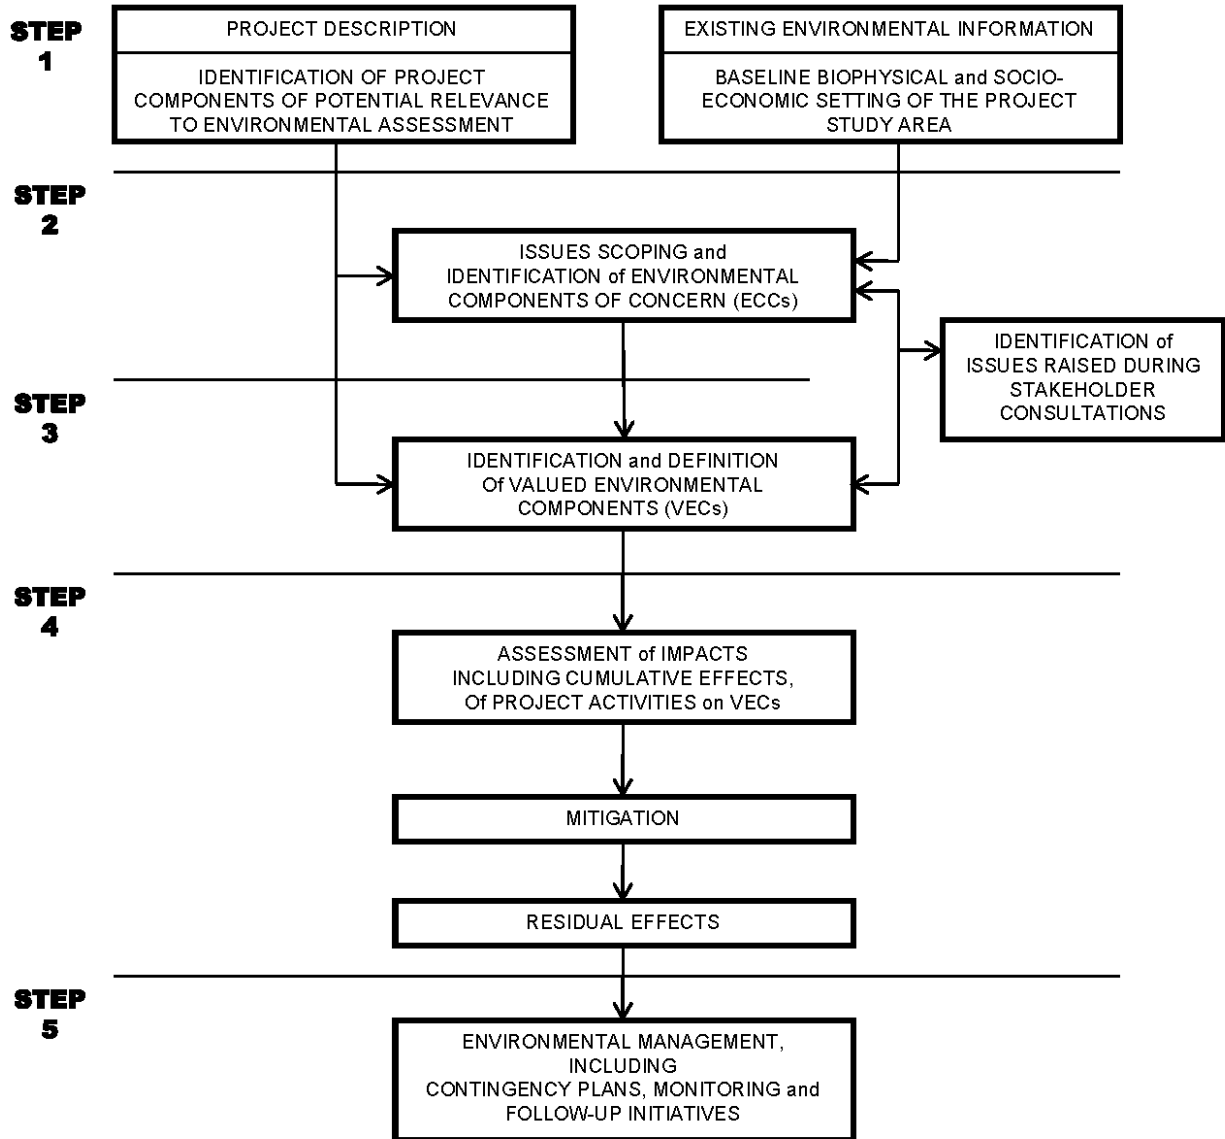 STEP
1
PROJECT DESCRIPTION
IDENTIFICATION OF PROJECT
COMPONENTS OF POTENTIAL RELEVANCE
TO ENVIRONMENTAL ASSESSMENT
EXISTING ENVIRONMENTAL INFORMATION
BASELINE BIOPHYSICAL and SOCIO-
ECONOMIC SETTING OF THE PROJECT
STUDY AREA
STEP
2
ISSUES SCOPING and
IDENTIFICATION of ENVIRONMENTAL
COMPONENTS OF CONCERN (ECCs)
IDENTIFICATION of
ISSUES RAISED DURING
STAKEHOLDER
CONSULTATIONS
STEP
3
IDENTIFICATION and DEFINITION
Of VALUED ENVIRONMENTAL
COMPONENTS (VECs)
STEP
4
ASSESSMENT of IMPACTS
INCLUDING CUMULATIVE EFFECTS,
Of PROJECT ACTIVITIES on VECs
MITIGATION
RESIDUAL EFFECTS
STEP
5
ENVIRONMENTAL MANAGEMENT,
INCLUDING
CONTINGENCY PLANS, MONITORING and
FOLLOW-UP INITIATIVES